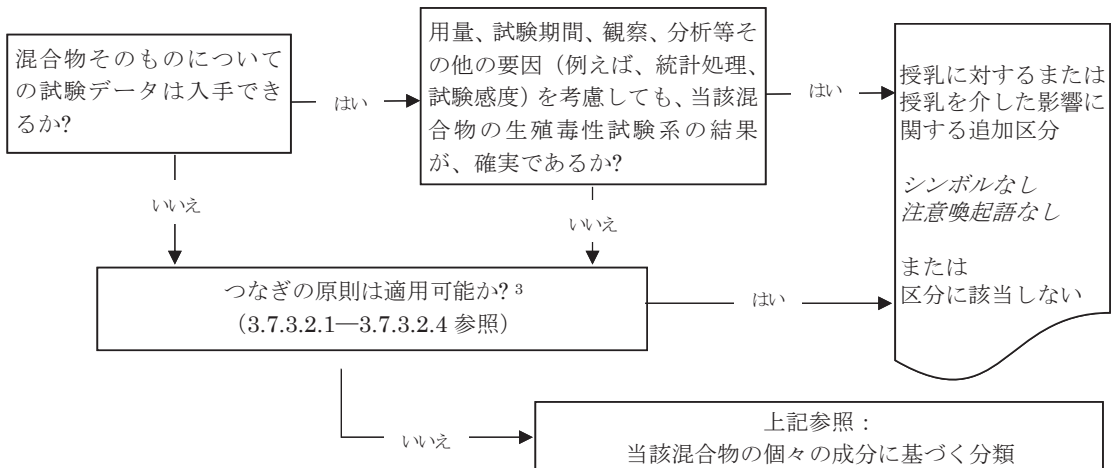 混合物そのものについて
の試験データは入手でき
るか?
はい
用量、試験期間、観察、分析等そ
の他の要因（例えば、統計処理、
試験感度）を考慮しても、当該混
合物の生殖毒性試験系の結果
が、確実であるか?
はい
授乳に対するまたは
授乳を介した影響に
関する追加区分
シンボルなし
注意喚起語なし
または
区分に該当しない
いいえ
いいえ
つなぎの原則は適用可能か? ³
（3.7.3.2.1―3.7.3.2.4 参照）
はい
いいえ
上記参照：
当該混合物の個々の成分に基づく分類